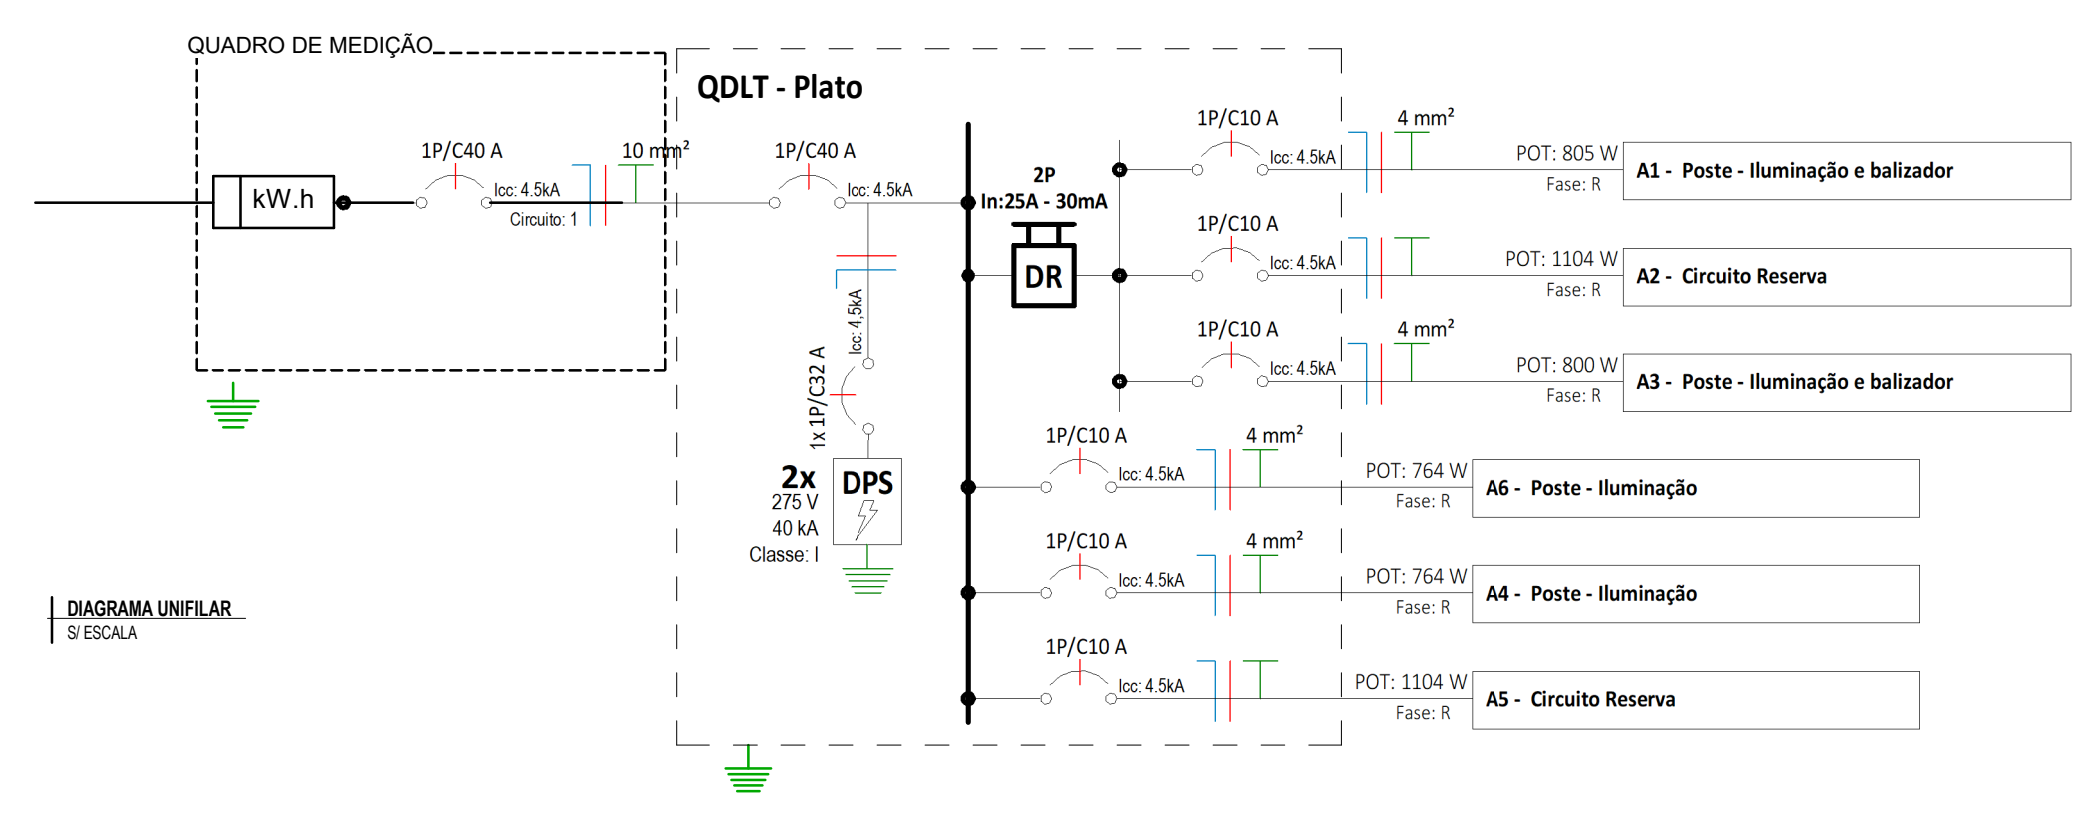 QUADRO DE MEDIÇÃO
kW.h
1P/C40 A
Icc: 4.5kA
Circuito: 1
10 mm²
QDLT - Plato
1P/C40 A
Icc: 4.5kA
Icc: 4,5kA
1x 1P/C32 A
2x
275 V
40 kA
Classe: I
DPS
2P
In:25A - 30mA
DR
1P/C10 A
Icc: 4.5kA
4 mm²
POT: 805 W
Fase: R
A1 - Poste - Iluminação e balizador
1P/C10 A
Icc: 4.5kA
POT: 1104 W
Fase: R
A2 - Circuito Reserva
1P/C10 A
Icc: 4.5kA
4 mm²
POT: 800 W
Fase: R
A3 - Poste - Iluminação e balizador
1P/C10 A
Icc: 4.5kA
4 mm²
POT: 764 W
Fase: R
A6 - Poste - Iluminação
1P/C10 A
Icc: 4.5kA
4 mm²
POT: 764 W
Fase: R
A4 - Poste - Iluminação
1P/C10 A
Icc: 4.5kA
POT: 1104 W
Fase: R
A5 - Circuito Reserva
DIAGRAMA UNIFILAR
S/ ESCALA